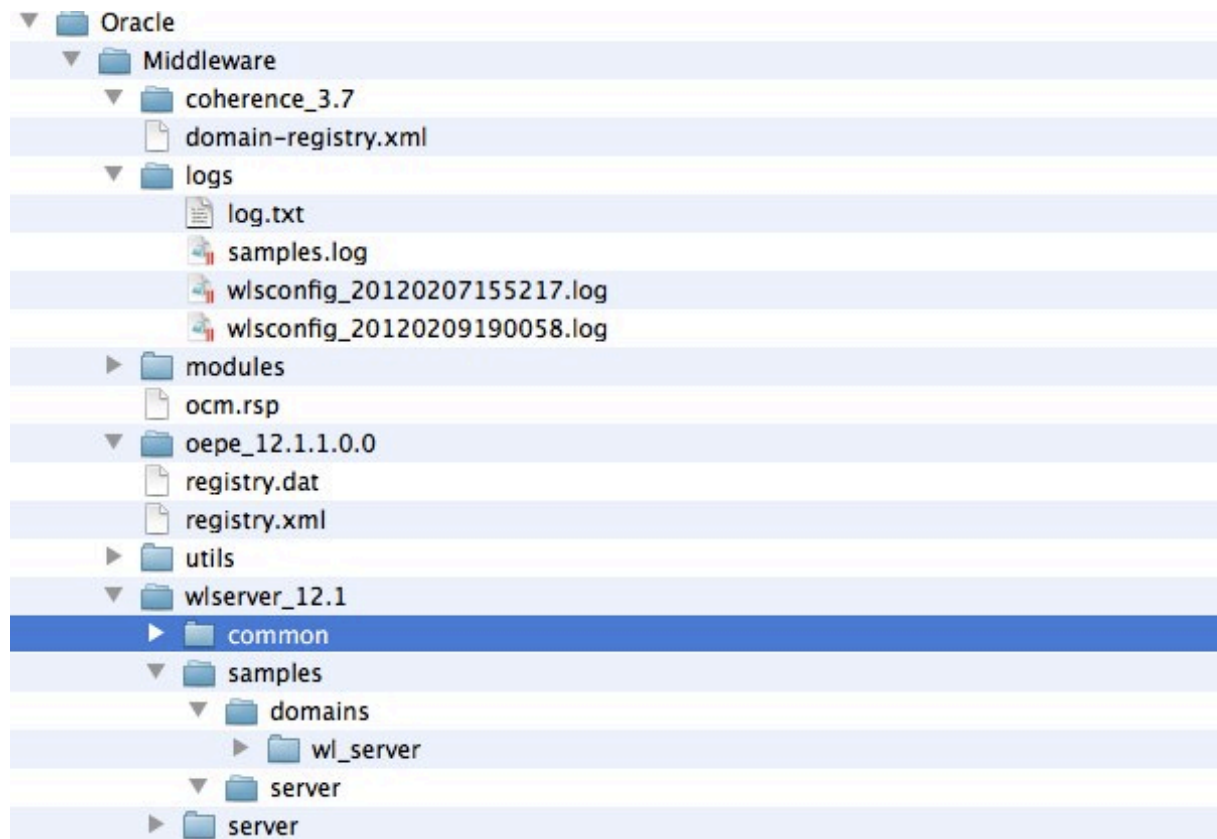 Oracle
Middleware
coherence_3.7
domain-registry.xml
logs
log.txt
samples.log
wlsconfig_20120207155217.log
wlsconfig_20120209190058.log
modules
ocm.rsp
oepe_12.1.1.0.0
registry.dat
registry.xml
utils
wlserver_12.1
common
samples
domains
wl_server
server
server